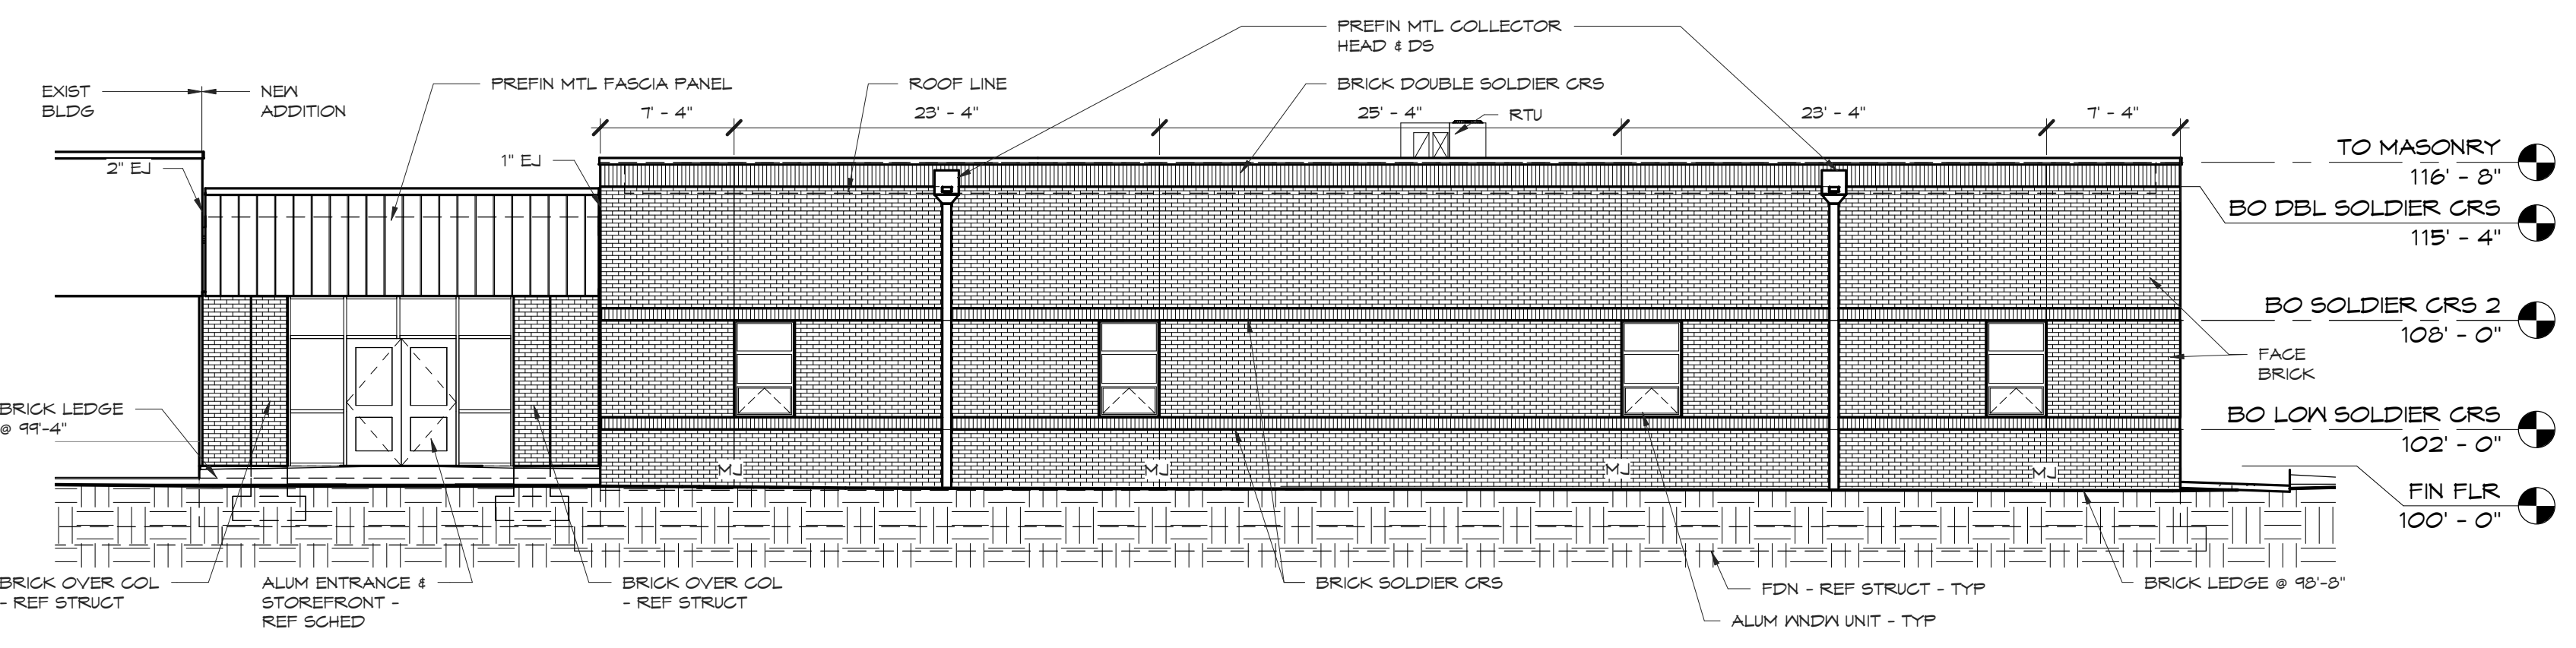 PREFIN MTL COLLECTOR
HEAD & DS
EXIST
BLDG
NEW
ADDITION
PREFIN MTL FASCIA PANEL
ROOF LINE
BRICK DOUBLE SOLDIER CRS
7' - 4"
23' - 4"
25' - 4"
RTU
23' - 4"
7' - 4"
2" EJ
1" EJ
TO MASONRY
116' - 8"
BO DBL SOLDIER CRS
115' - 4"
BO SOLDIER CRS 2
108' - 0"
FACE
BRICK
BRICK LEDGE
@ 99'-4"
BO LOW SOLDIER CRS
102' - 0"
MJ
MJ
MJ
MJ
FIN FLR
100' - 0"
BRICK OVER COL
- REF STRUCT
ALUM ENTRANCE &
STOREFRONT -
REF SCHED
BRICK OVER COL
- REF STRUCT
BRICK SOLDIER CRS
FDN - REF STRUCT - TYP
ALUM WNDW UNIT - TYP
BRICK LEDGE @ 98'-8"